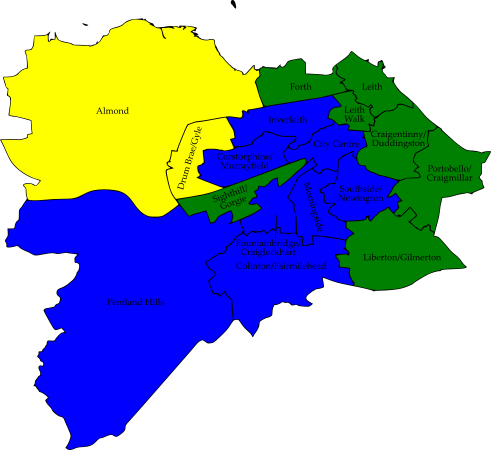 Forth
Leith
Almond
Leith
Walk
Inverleith
Craigentinny/
Duddingston
City Centre
Drum Brae/Gyle
Corstorphine/
Murrayfield
Portobello/
Craigmillar
Sighthill/
Gorgie
Southside/
Newington
Morningside
Fountainbridge/
Craiglockhart
Liberton/Gilmerton
Colinton/Fairmilehead
Pentland Hills